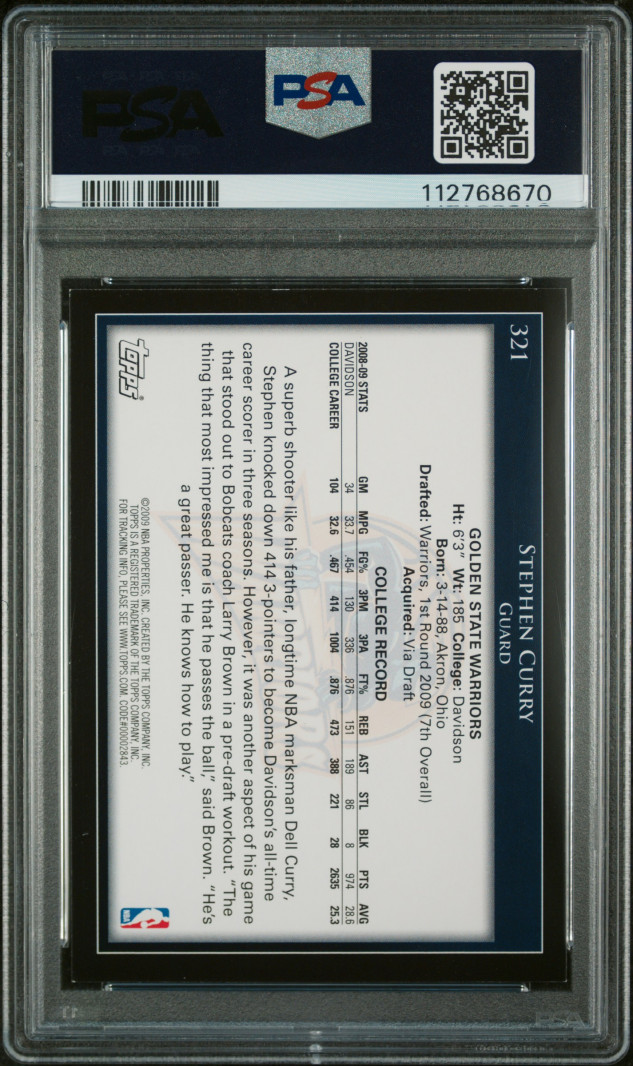 PSA
PSA
112768670
321
STEPHEN CURRY
GUARD
GOLDEN STATE WARRIORS
Ht: 6'3" Wt: 185 College: Davidson
Born: 3-14-88, Akron, Ohio
Drafted: Warriors, 1st Round 2009 (7th Overall)
Acquired: Via Draft
COLLEGE RECORD
2008-09 STATS GM MPG FG% 3PM 3PA FT% REB AST STL BLK PTS AVG
DAVIDSON 34 33.7 .454 130 336 .876 151 189 86 8 974 28.6
COLLEGE CAREER 104 32.6 .467 414 1004 .876 473 388 221 28 2635 25.3
A superb shooter like his father, longtime NBA marksman Dell Curry,
Stephen knocked down 414 3-pointers to become Davidson's all-time
career scorer in three seasons. However, it was another aspect of his game
that stood out to Bobcats coach Larry Brown in a pre-draft workout. "The
thing that most impressed me is that he passes the ball," said Brown. "He's
a great passer. He knows how to play."
topps®
©2009 NBA PROPERTIES, INC. CREATED BY THE TOPPS COMPANY, INC.
TOPPS IS A REGISTERED TRADEMARK OF THE TOPPS COMPANY, INC.
FOR TRACKING INFO, PLEASE SEE WWW.TOPPS.COM. CODE#00002843.
NBA
PSA